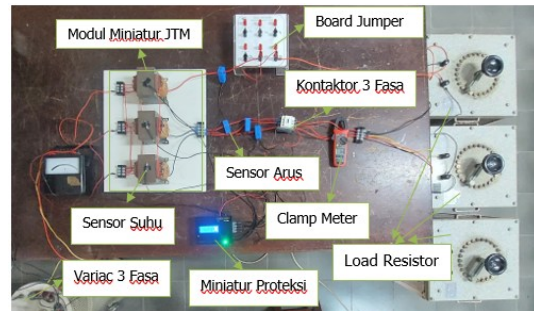 Board Jumper
Modul Miniatur JTM
Kontaktor 3 Fasa
Sensor Arus
Sensor Suhu
Clamp Meter
Load Resistor
Variac 3 Fasa
Miniatur Proteksi